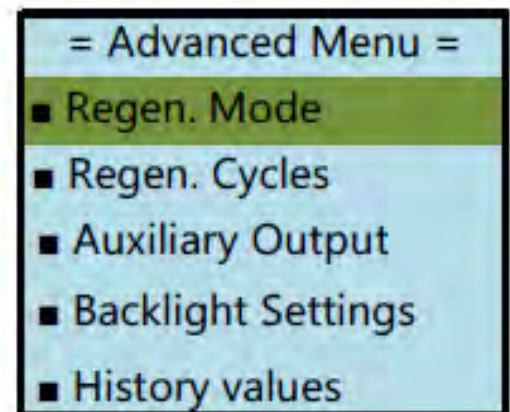 = Advanced Menu =
■ Regen. Mode
■ Regen. Cycles
■ Auxiliary Output
■ Backlight Settings
■ History values